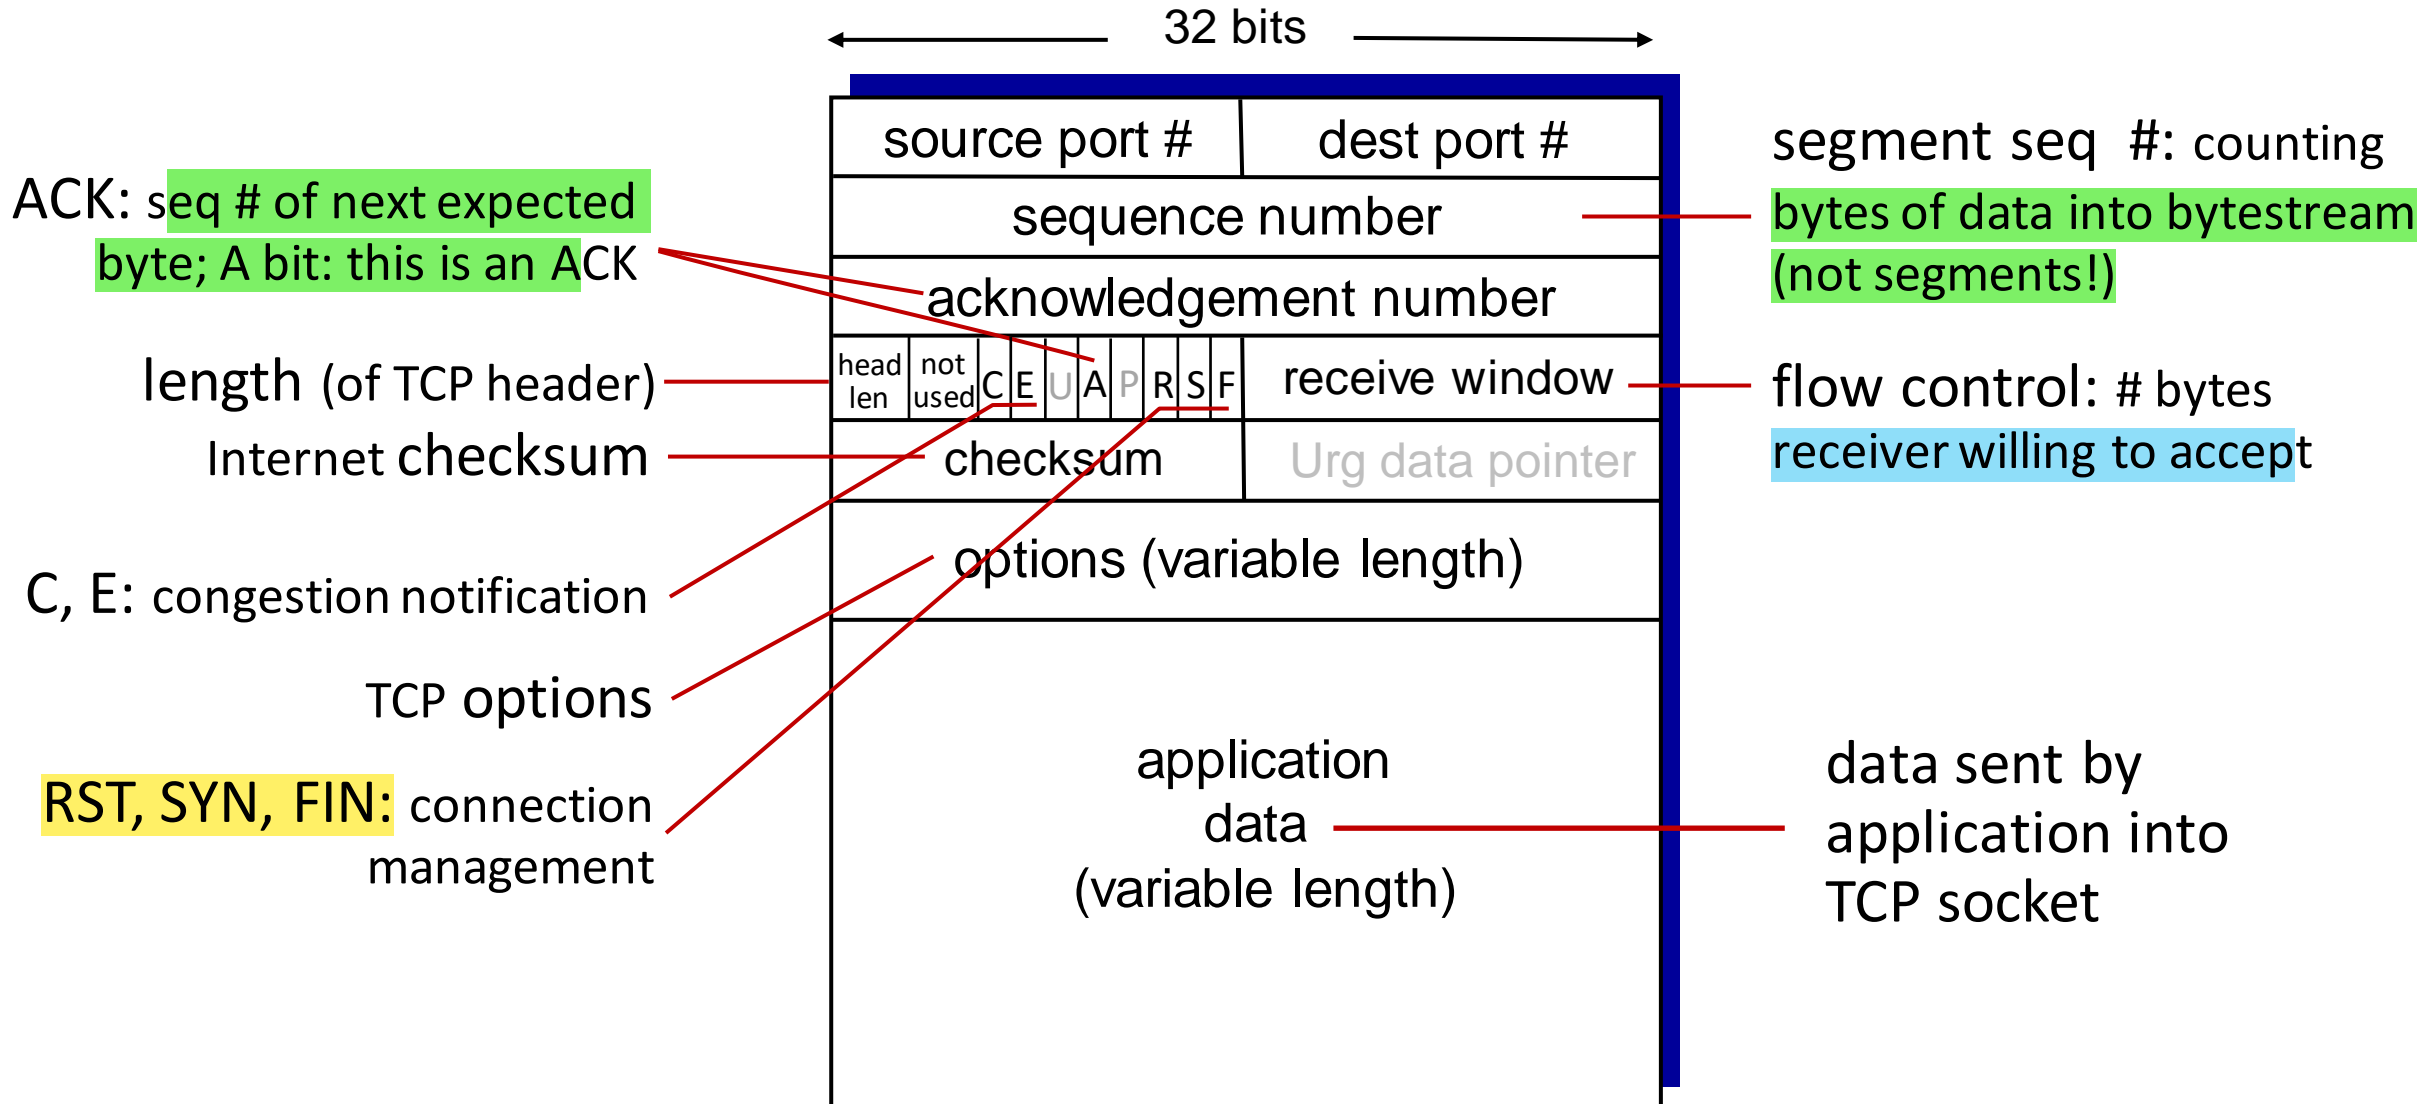 32 bits
source port #
dest port #
sequence number
acknowledgement number
head
len
not
used
C
E
U
A
P
R
S
F
receive window
checksum
Urg data pointer
options (variable length)
application
data
(variable length)
ACK: seq # of next expected
byte; A bit: this is an ACK
length (of TCP header)
Internet checksum
C, E: congestion notification
TCP options
RST, SYN, FIN: connection
management
segment seq #: counting
bytes of data into bytestream
(not segments!)
flow control: # bytes
receiver willing to accept
data sent by
application into
TCP socket